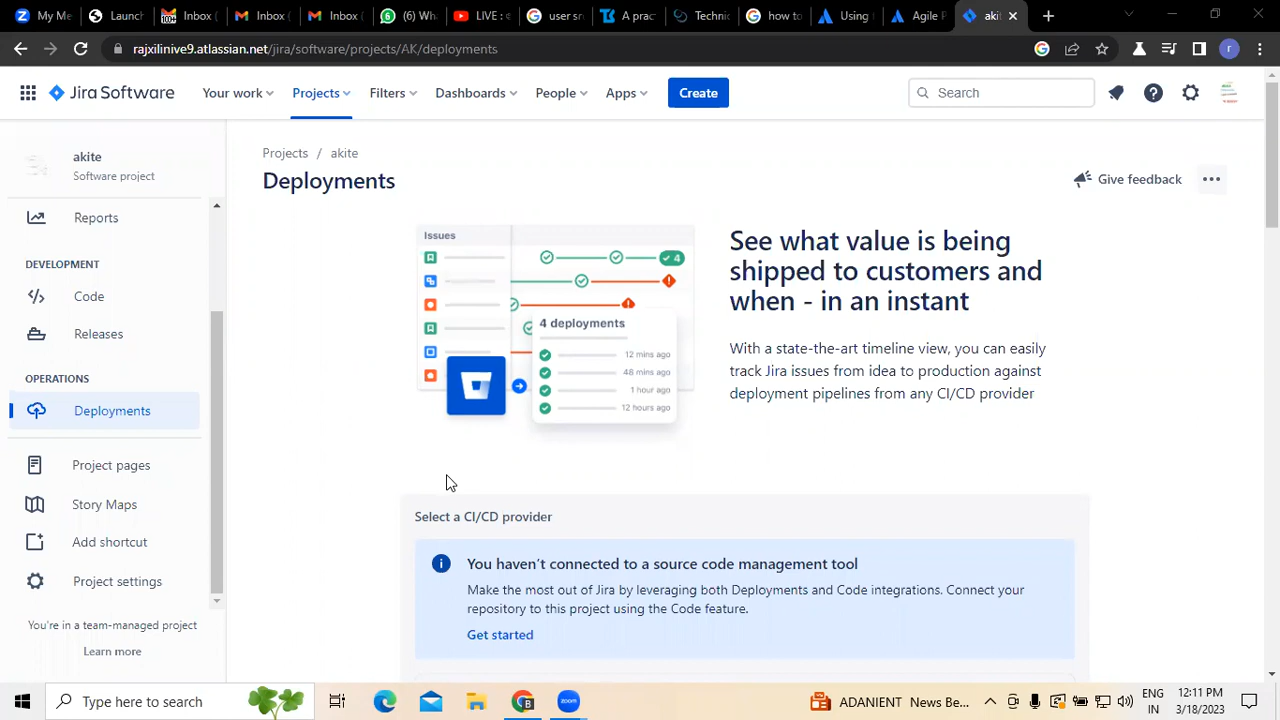 My Me
Launch
Inbox (
Inbox (
Inbox (
(6) Wh
LIVE :
user sr
A prac
Technic
how to
Using
Agile P
aki
rajxilinive9.atlassian.net/jira/software/projects/AK/deployments
r
Jira Software
Your work
Projects
Filters
Dashboards
People
Apps
Create
Search
akite
Software project
Projects / akite
Deployments
Give feedback
Reports
DEVELOPMENT
Code
Releases
OPERATIONS
Deployments
Project pages
Story Maps
Add shortcut
Project settings
You're in a team-managed project
Learn more
Issues
4
4 deployments
12 mins ago
48 mins ago
1 hour ago
12 hours ago
See what value is being
shipped to customers and
when - in an instant
With a state-the-art timeline view, you can easily
track Jira issues from idea to production against
deployment pipelines from any CI/CD provider
Select a CI/CD provider
You haven't connected to a source code management tool
Make the most out of Jira by leveraging both Deployments and Code integrations. Connect your
repository to this project using the Code feature.
Get started
Type here to search
zoom
ADANIENT News Be...
ENG
IN
12:11 PM
3/18/2023